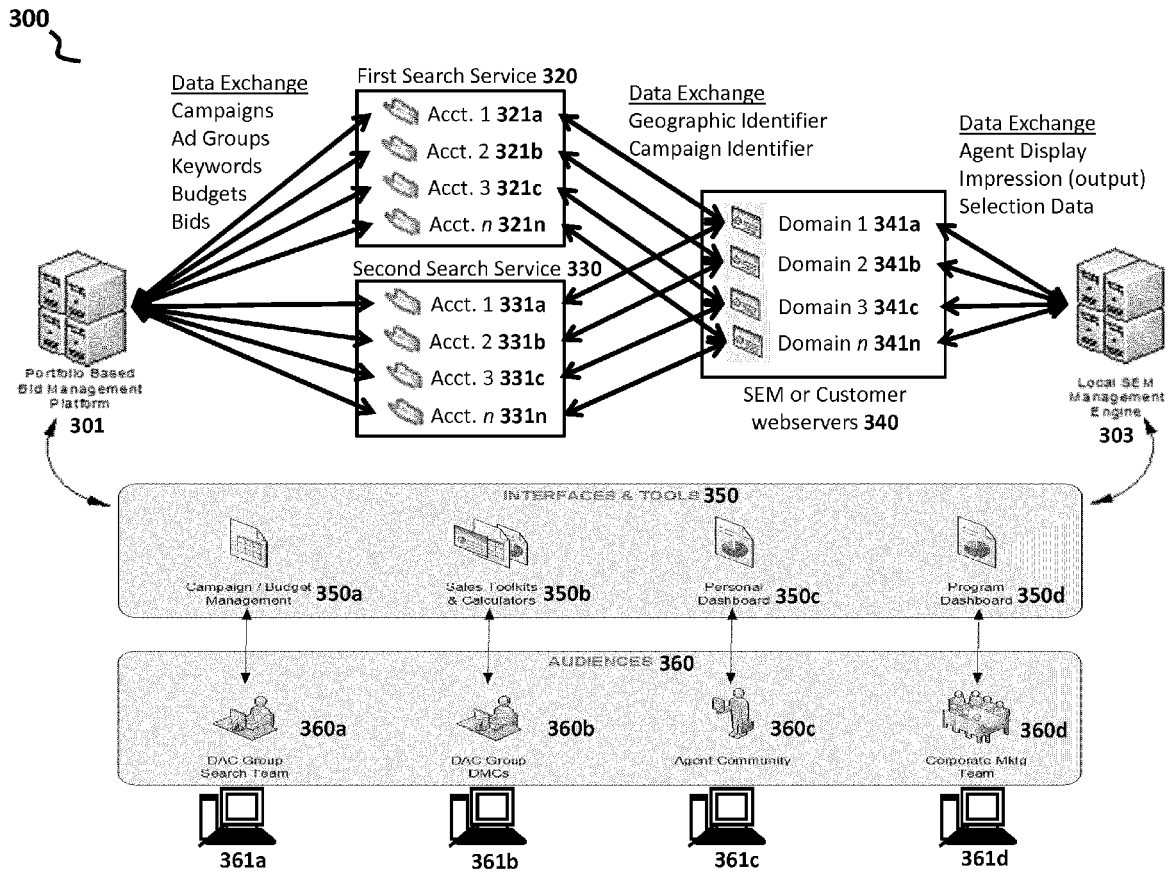 300
Data Exchange
Campaigns
Ad Groups
Keywords
Budgets
Bids
First Search Service 320
Acct. 1 321a
Acct. 2 321b
Acct. 3 321c
Acct. n 321n
Second Search Service 330
Acct. 1 331a
Acct. 2 331b
Acct. 3 331c
Acct. n 331n
Data Exchange
Geographic Identifier
Campaign Identifier
Domain 1 341a
Domain 2 341b
Domain 3 341c
Domain n 341n
SEM or Customer
webservers 340
Data Exchange
Agent Display
Impression (output)
Selection Data
Portfolio Based
Bid Management
Platform
301
Local SEM
Management
Engine
303
INTERFACES & TOOLS 350
Campaign / Budget
Management 350a
Sales Toolkits
& Calculators 350b
Personal
Dashboard 350c
Program
Dashboard 350d
AUDIENCES 360
360a
DAC Group
Search Team
360b
DAC Group
DMCs
360c
Agent Community
360d
Corporate Mktg
Team
361a
361b
361c
361d